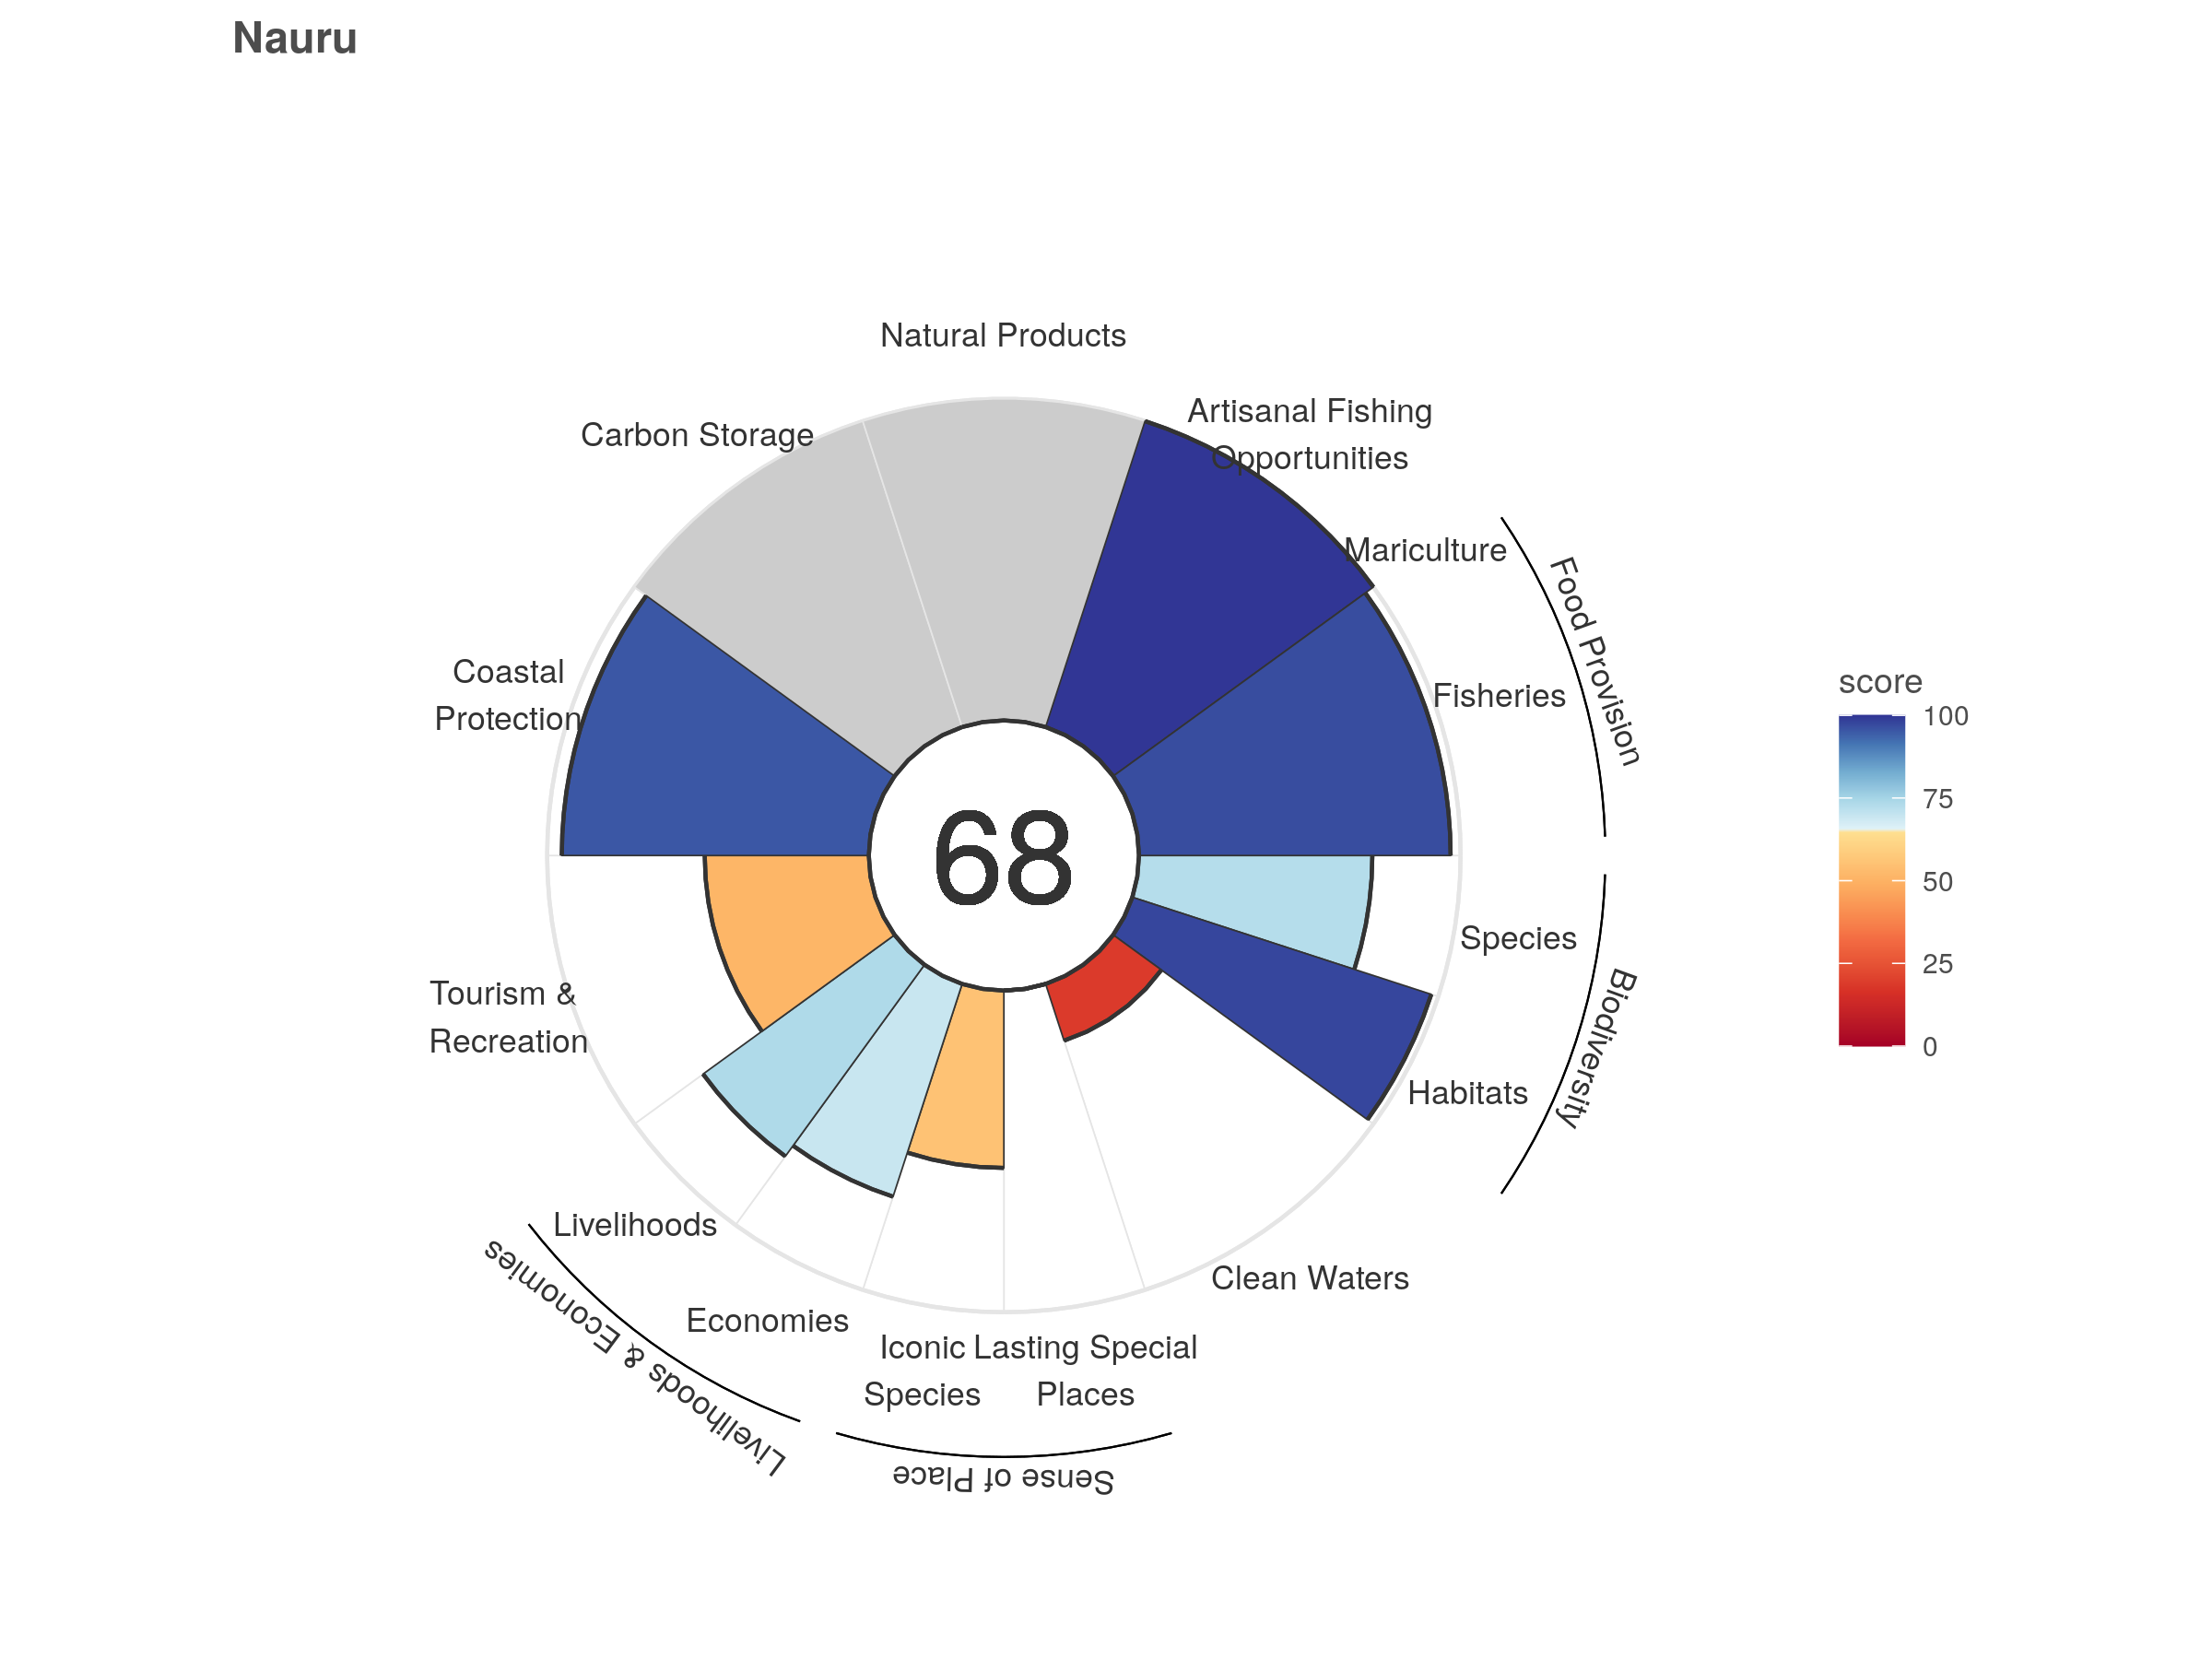 Nauru
Natural Products
Artisanal Fishing
Opportunities
Carbon Storage
Mariculture
Food Provision
Coastal
Protection
Fisheries
68
score
100
75
50
25
0
Species
Biodiversity
Habitats
Tourism &
Recreation
Livelihoods
Livelihoods & Economies
Economies
Clean Waters
Iconic
Species
Lasting Special
Places
Sense of Place